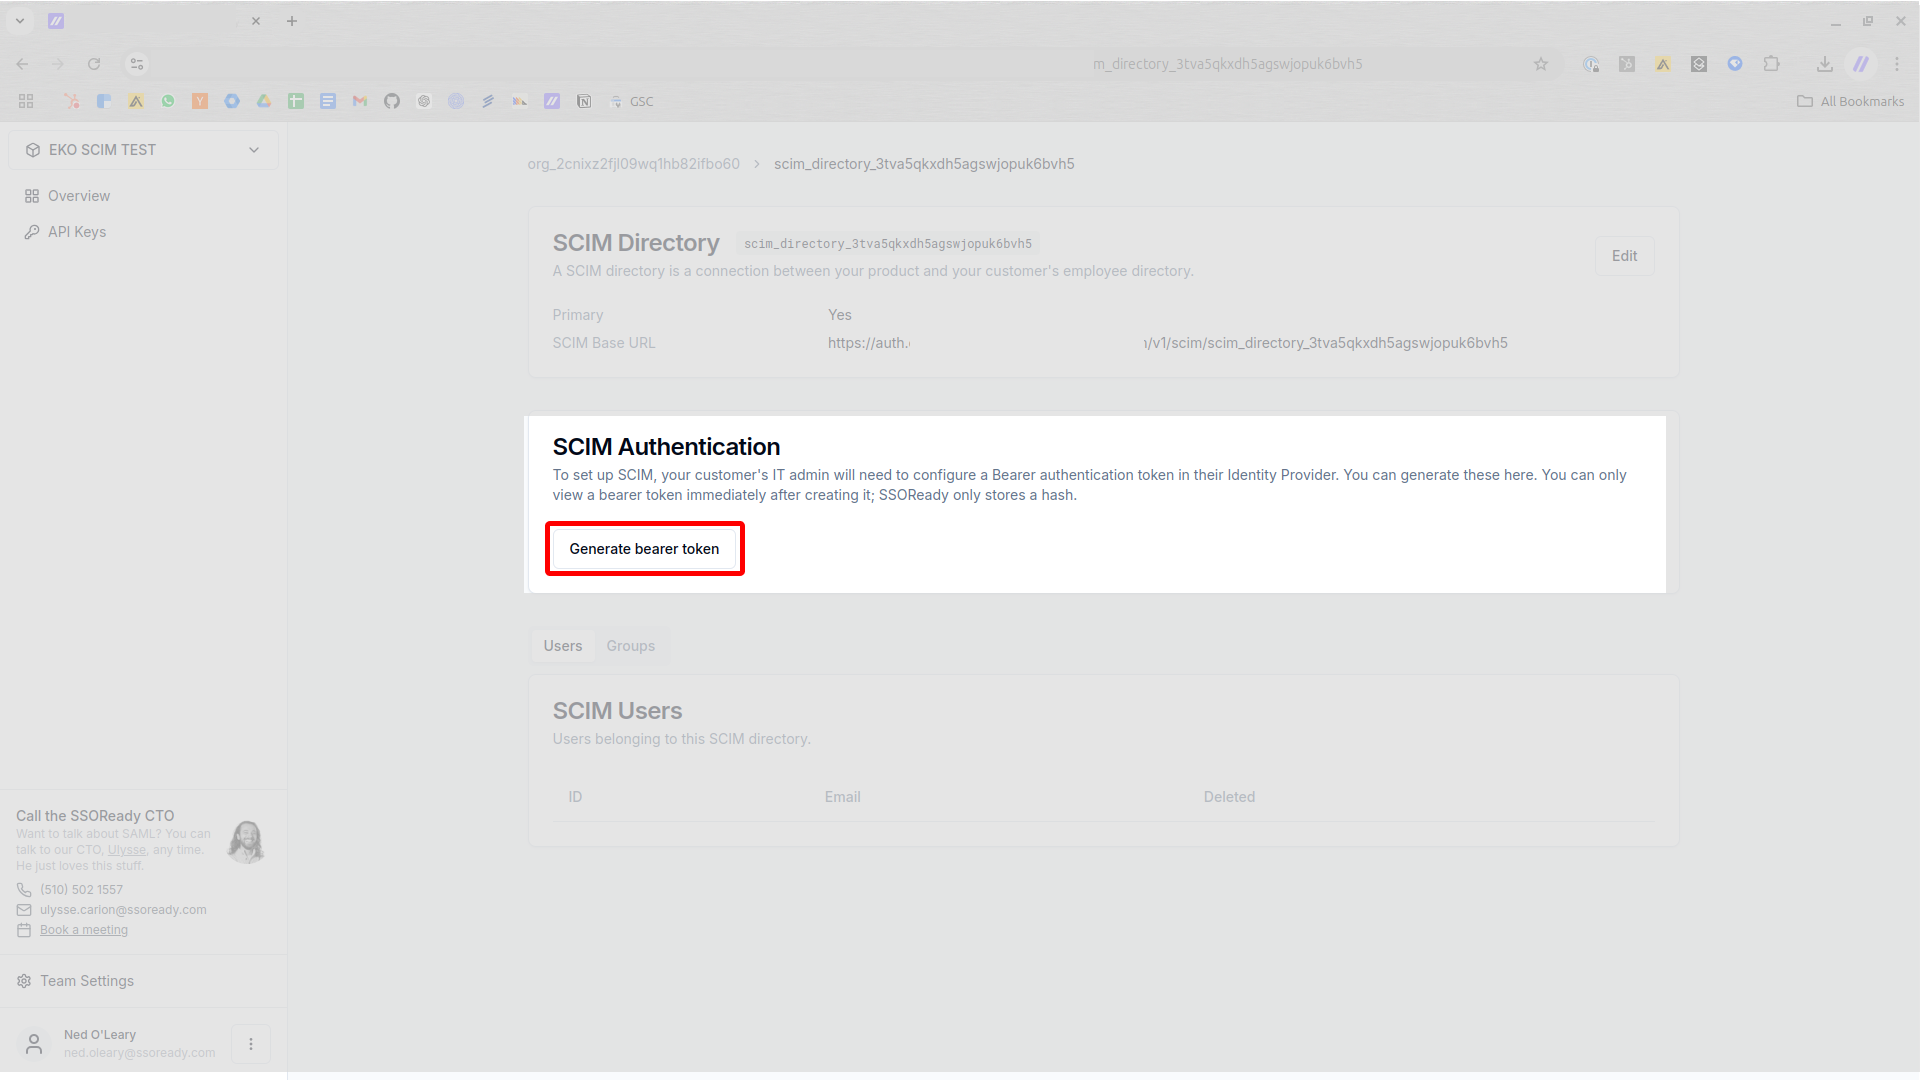 m_directory_3tva5qkxdh5agswjopuk6bvh5
GSC
All Bookmarks
EKO SCIM TEST
Overview
API Keys
org_2cnixz2fjl09wq1hb82ifbo60 > scim_directory_3tva5qkxdh5agswjopuk6bvh5
SCIM Directory scim_directory_3tva5qkxdh5agswjopuk6bvh5
A SCIM directory is a connection between your product and your customer's employee directory.
Edit
Primary Yes
SCIM Base URL https://auth. /v1/scim/scim_directory_3tva5qkxdh5agswjopuk6bvh5
SCIM Authentication
To set up SCIM, your customer's IT admin will need to configure a Bearer authentication token in their Identity Provider. You can generate these here. You can only
view a bearer token immediately after creating it; SSOReady only stores a hash.
Generate bearer token
Users Groups
SCIM Users
Users belonging to this SCIM directory.
ID Email Deleted
Call the SSOReady CTO
Want to talk about SAML? You can
talk to our CTO, Ulysse, any time.
He just loves this stuff.
(510) 502 1557
ulysse.carion@ssoready.com
Book a meeting
Team Settings
Ned O'Leary
ned.oleary@ssoready.com